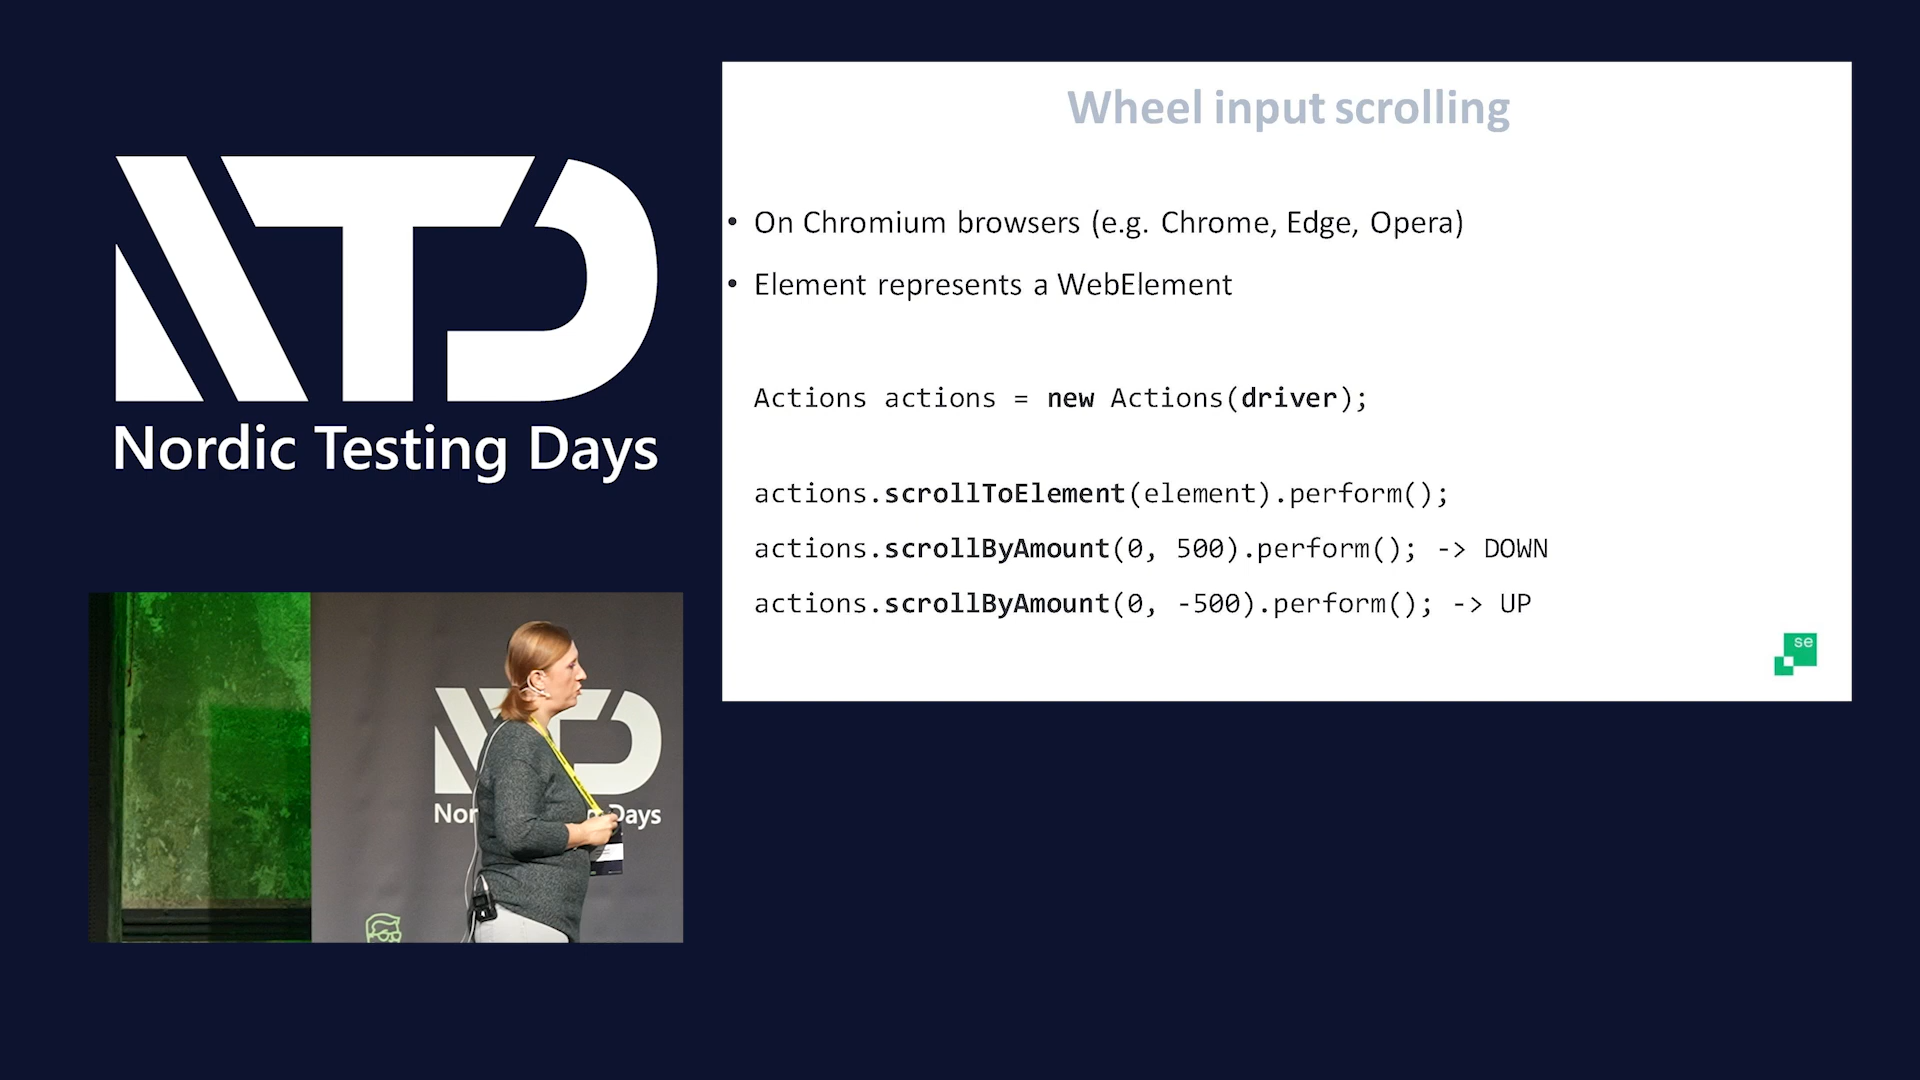 Nordic Testing Days
Wheel input scrolling
• On Chromium browsers (e.g. Chrome, Edge, Opera)
• Element represents a WebElement
Actions actions = new Actions(driver);
actions.scrollToElement(element).perform();
actions.scrollByAmount(0, 500).perform(); -> DOWN
actions.scrollByAmount(0, -500).perform(); -> UP
se
NTD
Days